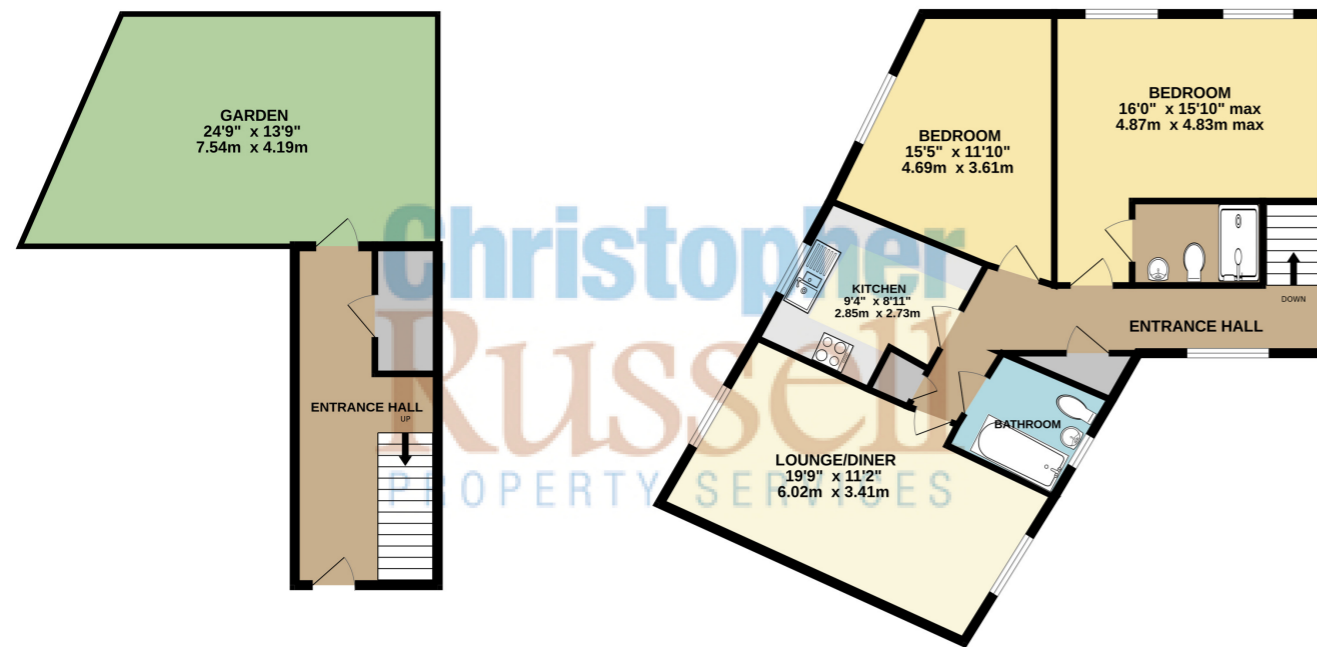 GARDEN
24'9" x 13'9"
7.54m x 4.19m
ENTRANCE HALL
UP
BEDROOM
15'5" x 11'10"
4.69m x 3.61m
BEDROOM
16'0" x 15'10" max
4.87m x 4.83m max
KITCHEN
9'4" x 8'11"
2.85m x 2.73m
DOWN
ENTRANCE HALL
BATHROOM
LOUNGE/DINER
19'9" x 11'2"
6.02m x 3.41m
Christopher
Russell
PROPERTY SERVICES